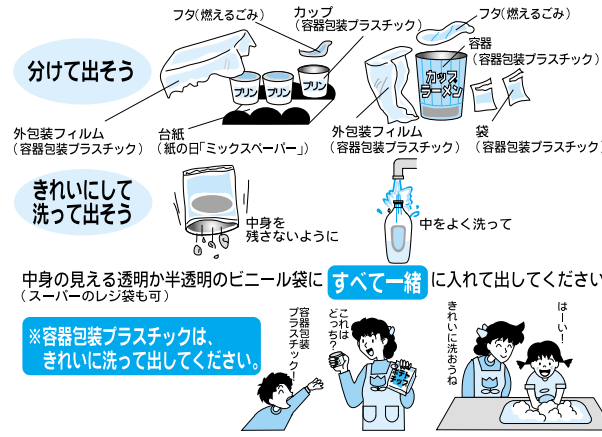 分けて出そう
フタ(燃えるごみ)
カップ
(容器包装プラスチック)
フタ(燃えるごみ)
容器
(容器包装プラスチック)
プリン
プリン
プリン
カップ
ラーメン
外包装フィルム
(容器包装プラスチック)
台紙
(紙の日「ミックスペーパー」)
外包装フィルム
(容器包装プラスチック)
袋
(容器包装プラスチック)
きれいにして
洗って出そう
中身を
残さないように
中をよく洗って
中身の見える透明か半透明のビニール袋に すべて一緒 に入れて出してください
(スーパーのレジ袋も可)
※容器包装プラスチックは、
きれいに洗って出してください。
容器包装
プラスチック!
これは
どっち?
ポテト
チップ
きれいに洗おうね
はーい!